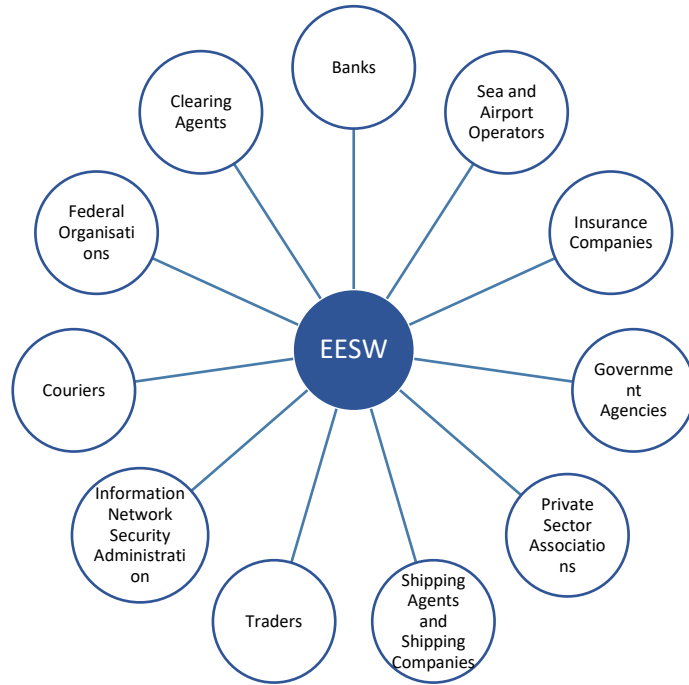 Banks
Sea and
Airport
Operators
Insurance
Companies
Governme
nt
Agencies
Private
Sector
Associatio
ns
Shipping
Agents
and
Shipping
Companies
Traders
Information
Network
Security
Administrati
on
Couriers
Federal
Organisati
ons
Clearing
Agents
EESW